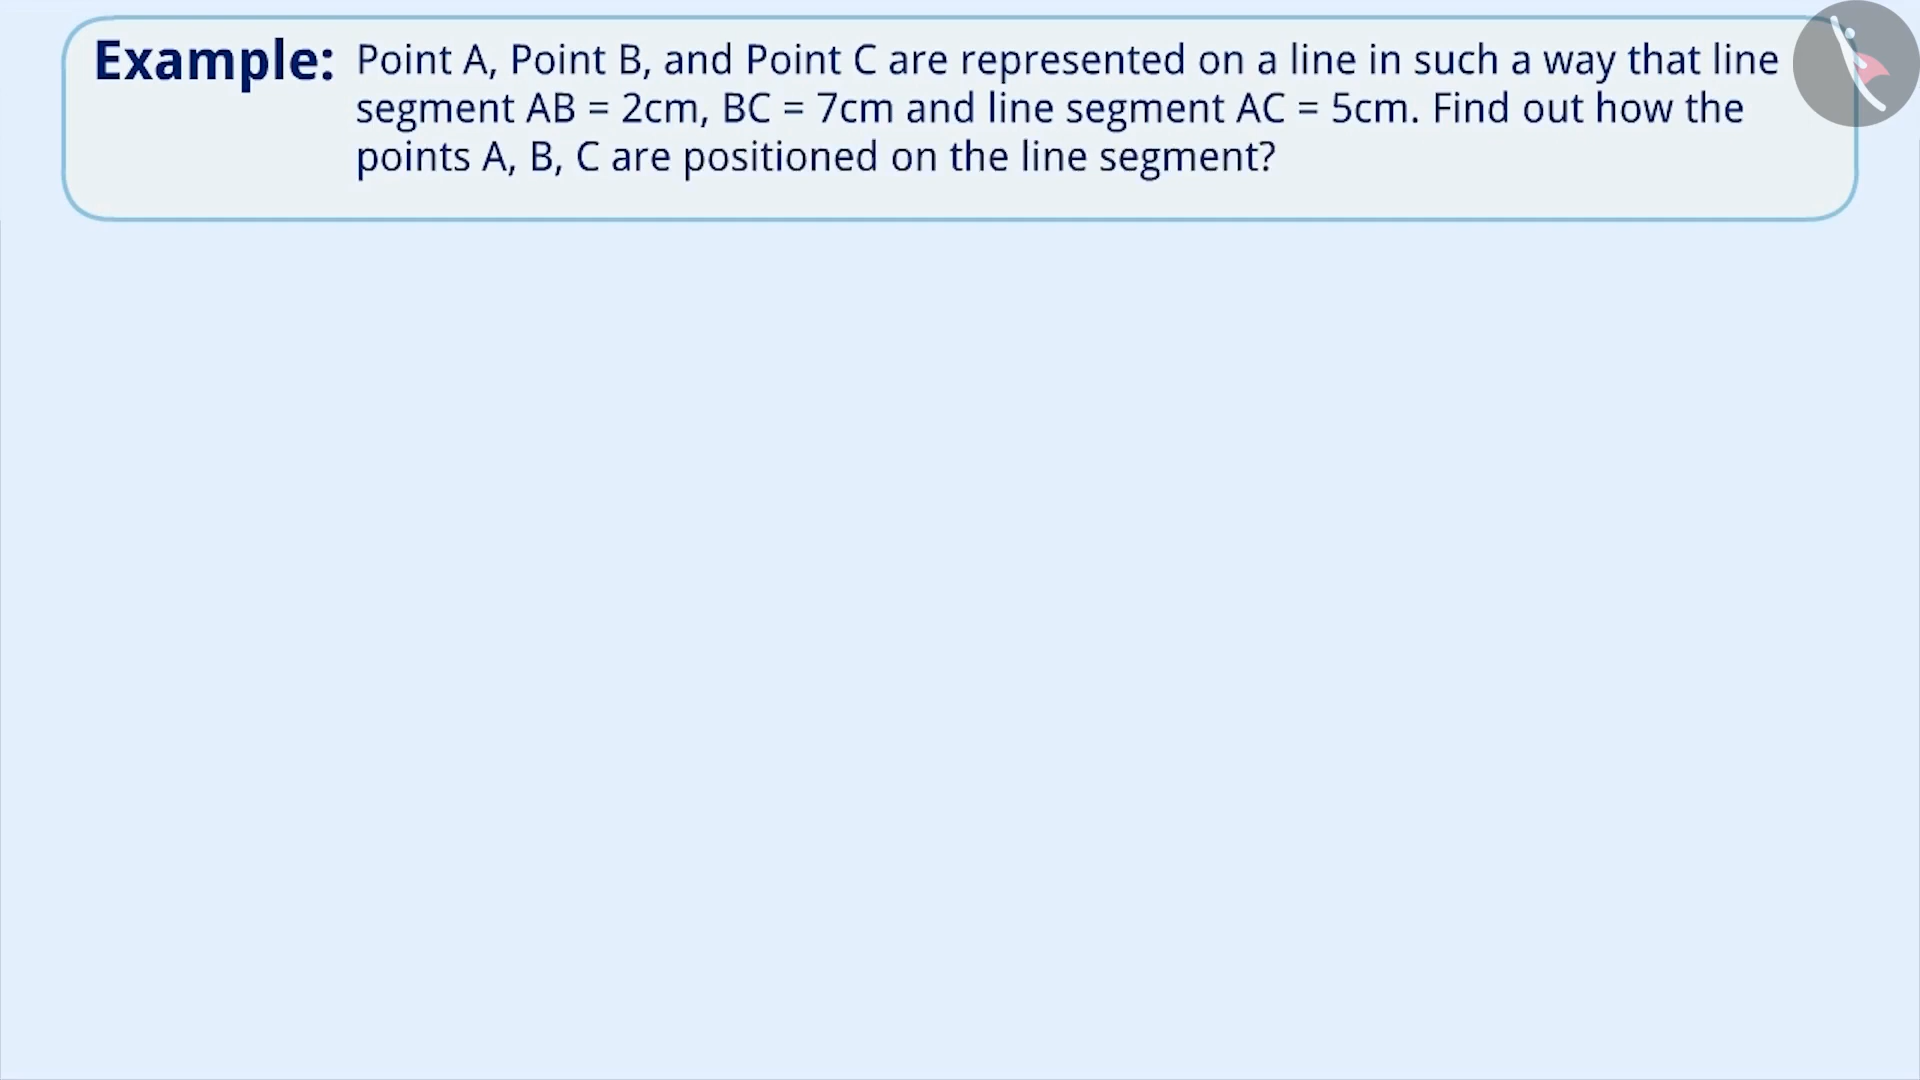 Example: Point A, Point B, and Point C are represented on a line in such a way that line
segment AB = 2cm, BC = 7cm and line segment AC = 5cm. Find out how the
points A, B, C are positioned on the line segment?